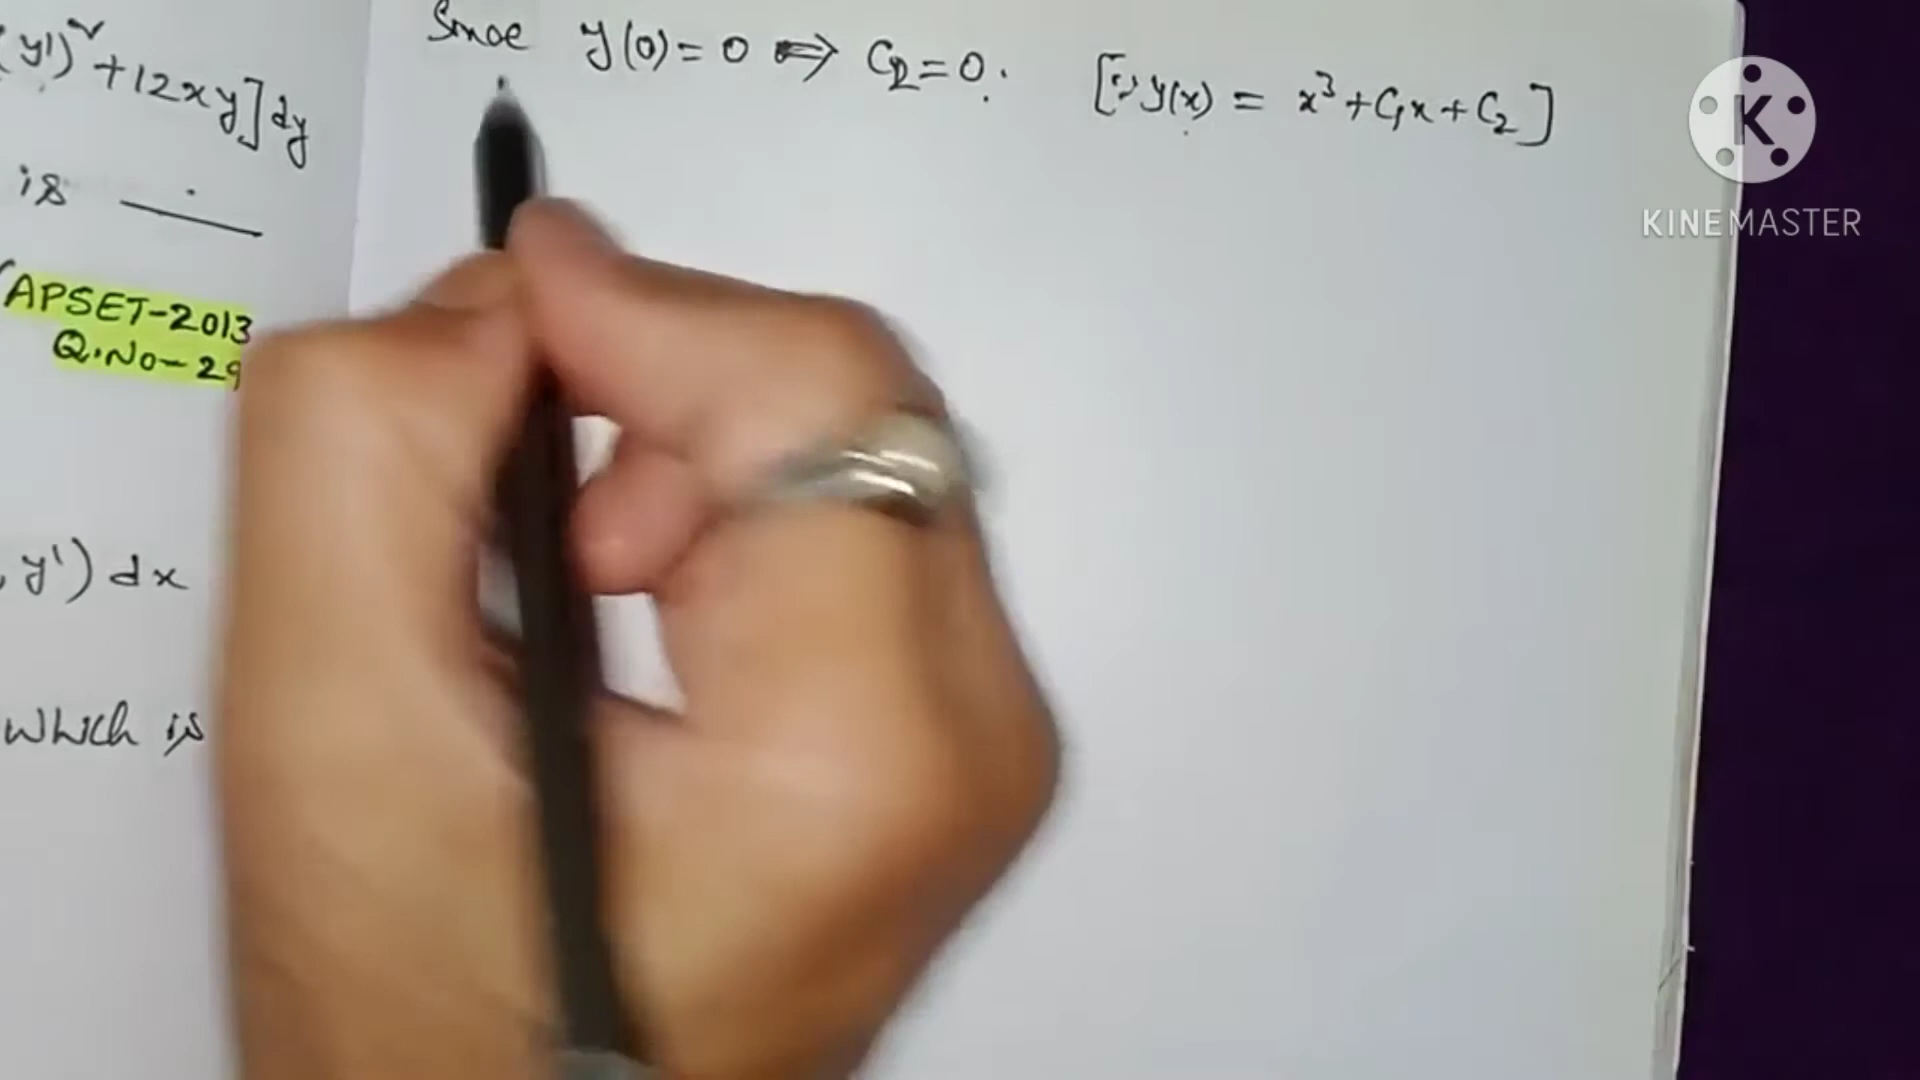 (y')² + 12xy] dy
is ___.
(APSET-2013
Q.No-29
, y') dx
which is
Since y(0) = 0 ⟹ C₂ = 0. [∵ y(x) = x³ + C₁x + C₂]
K
KINEMASTER